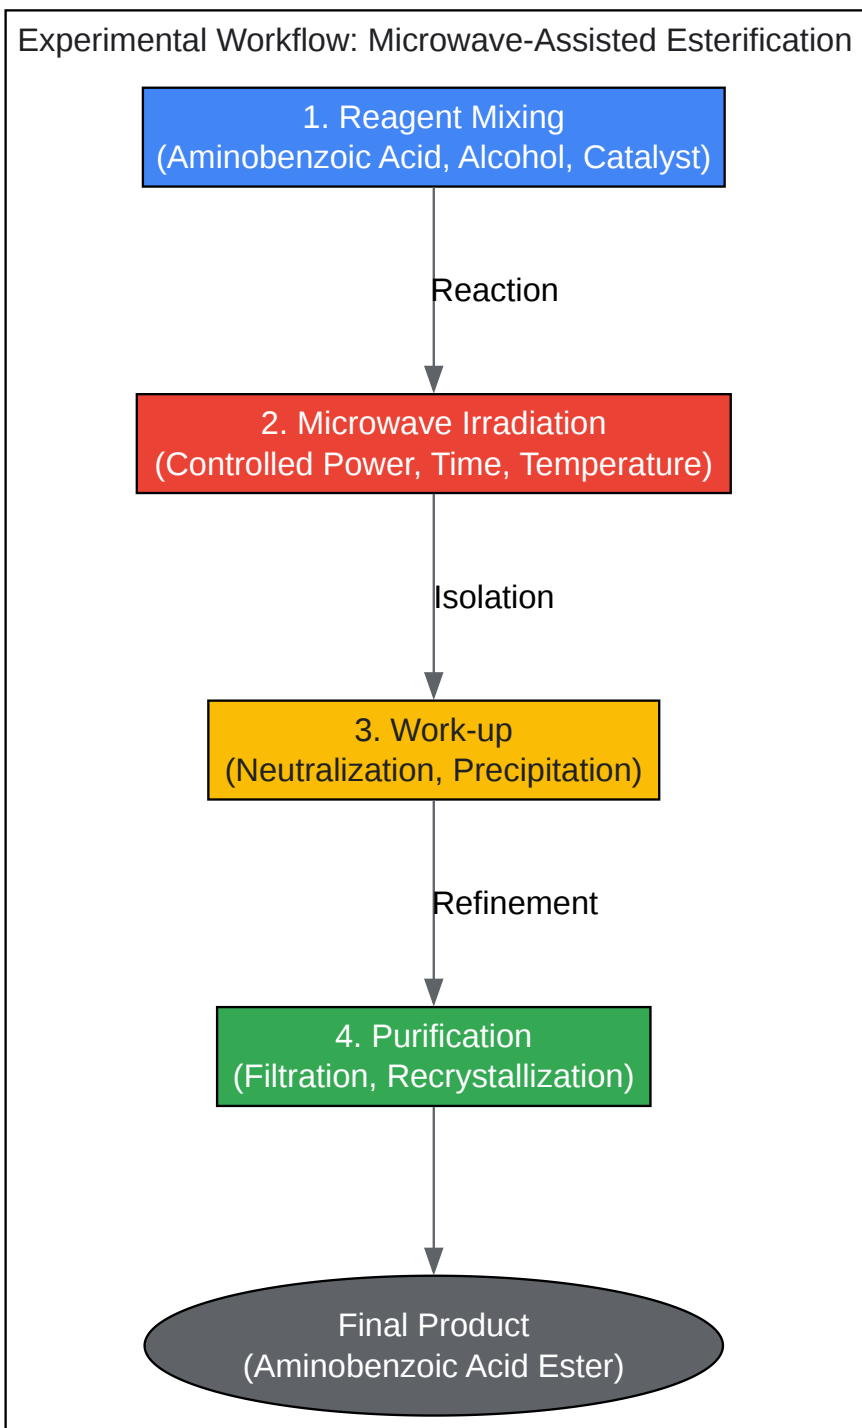 Experimental Workflow: Microwave-Assisted Esterification
1. Reagent Mixing
(Aminobenzoic Acid, Alcohol, Catalyst)
Reaction
2. Microwave Irradiation
(Controlled Power, Time, Temperature)
Isolation
3. Work-up
(Neutralization, Precipitation)
Refinement
4. Purification
(Filtration, Recrystallization)
Final Product
(Aminobenzoic Acid Ester)